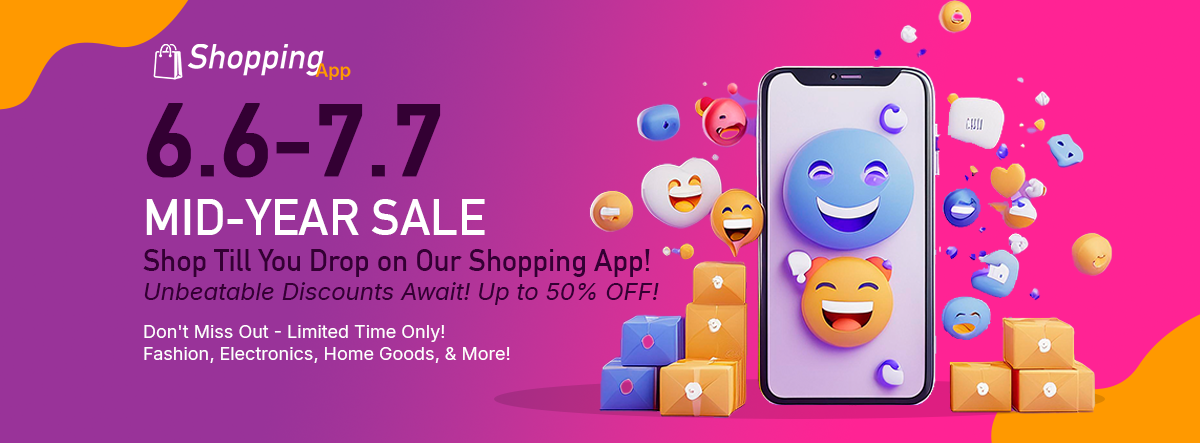 Shopping
App
6.6-7.7
MID-YEAR SALE
Shop Till You Drop on Our Shopping App!
Unbeatable Discounts Await! Up to 50% OFF!
Don't Miss Out - Limited Time Only!
Fashion, Electronics, Home Goods, & More!